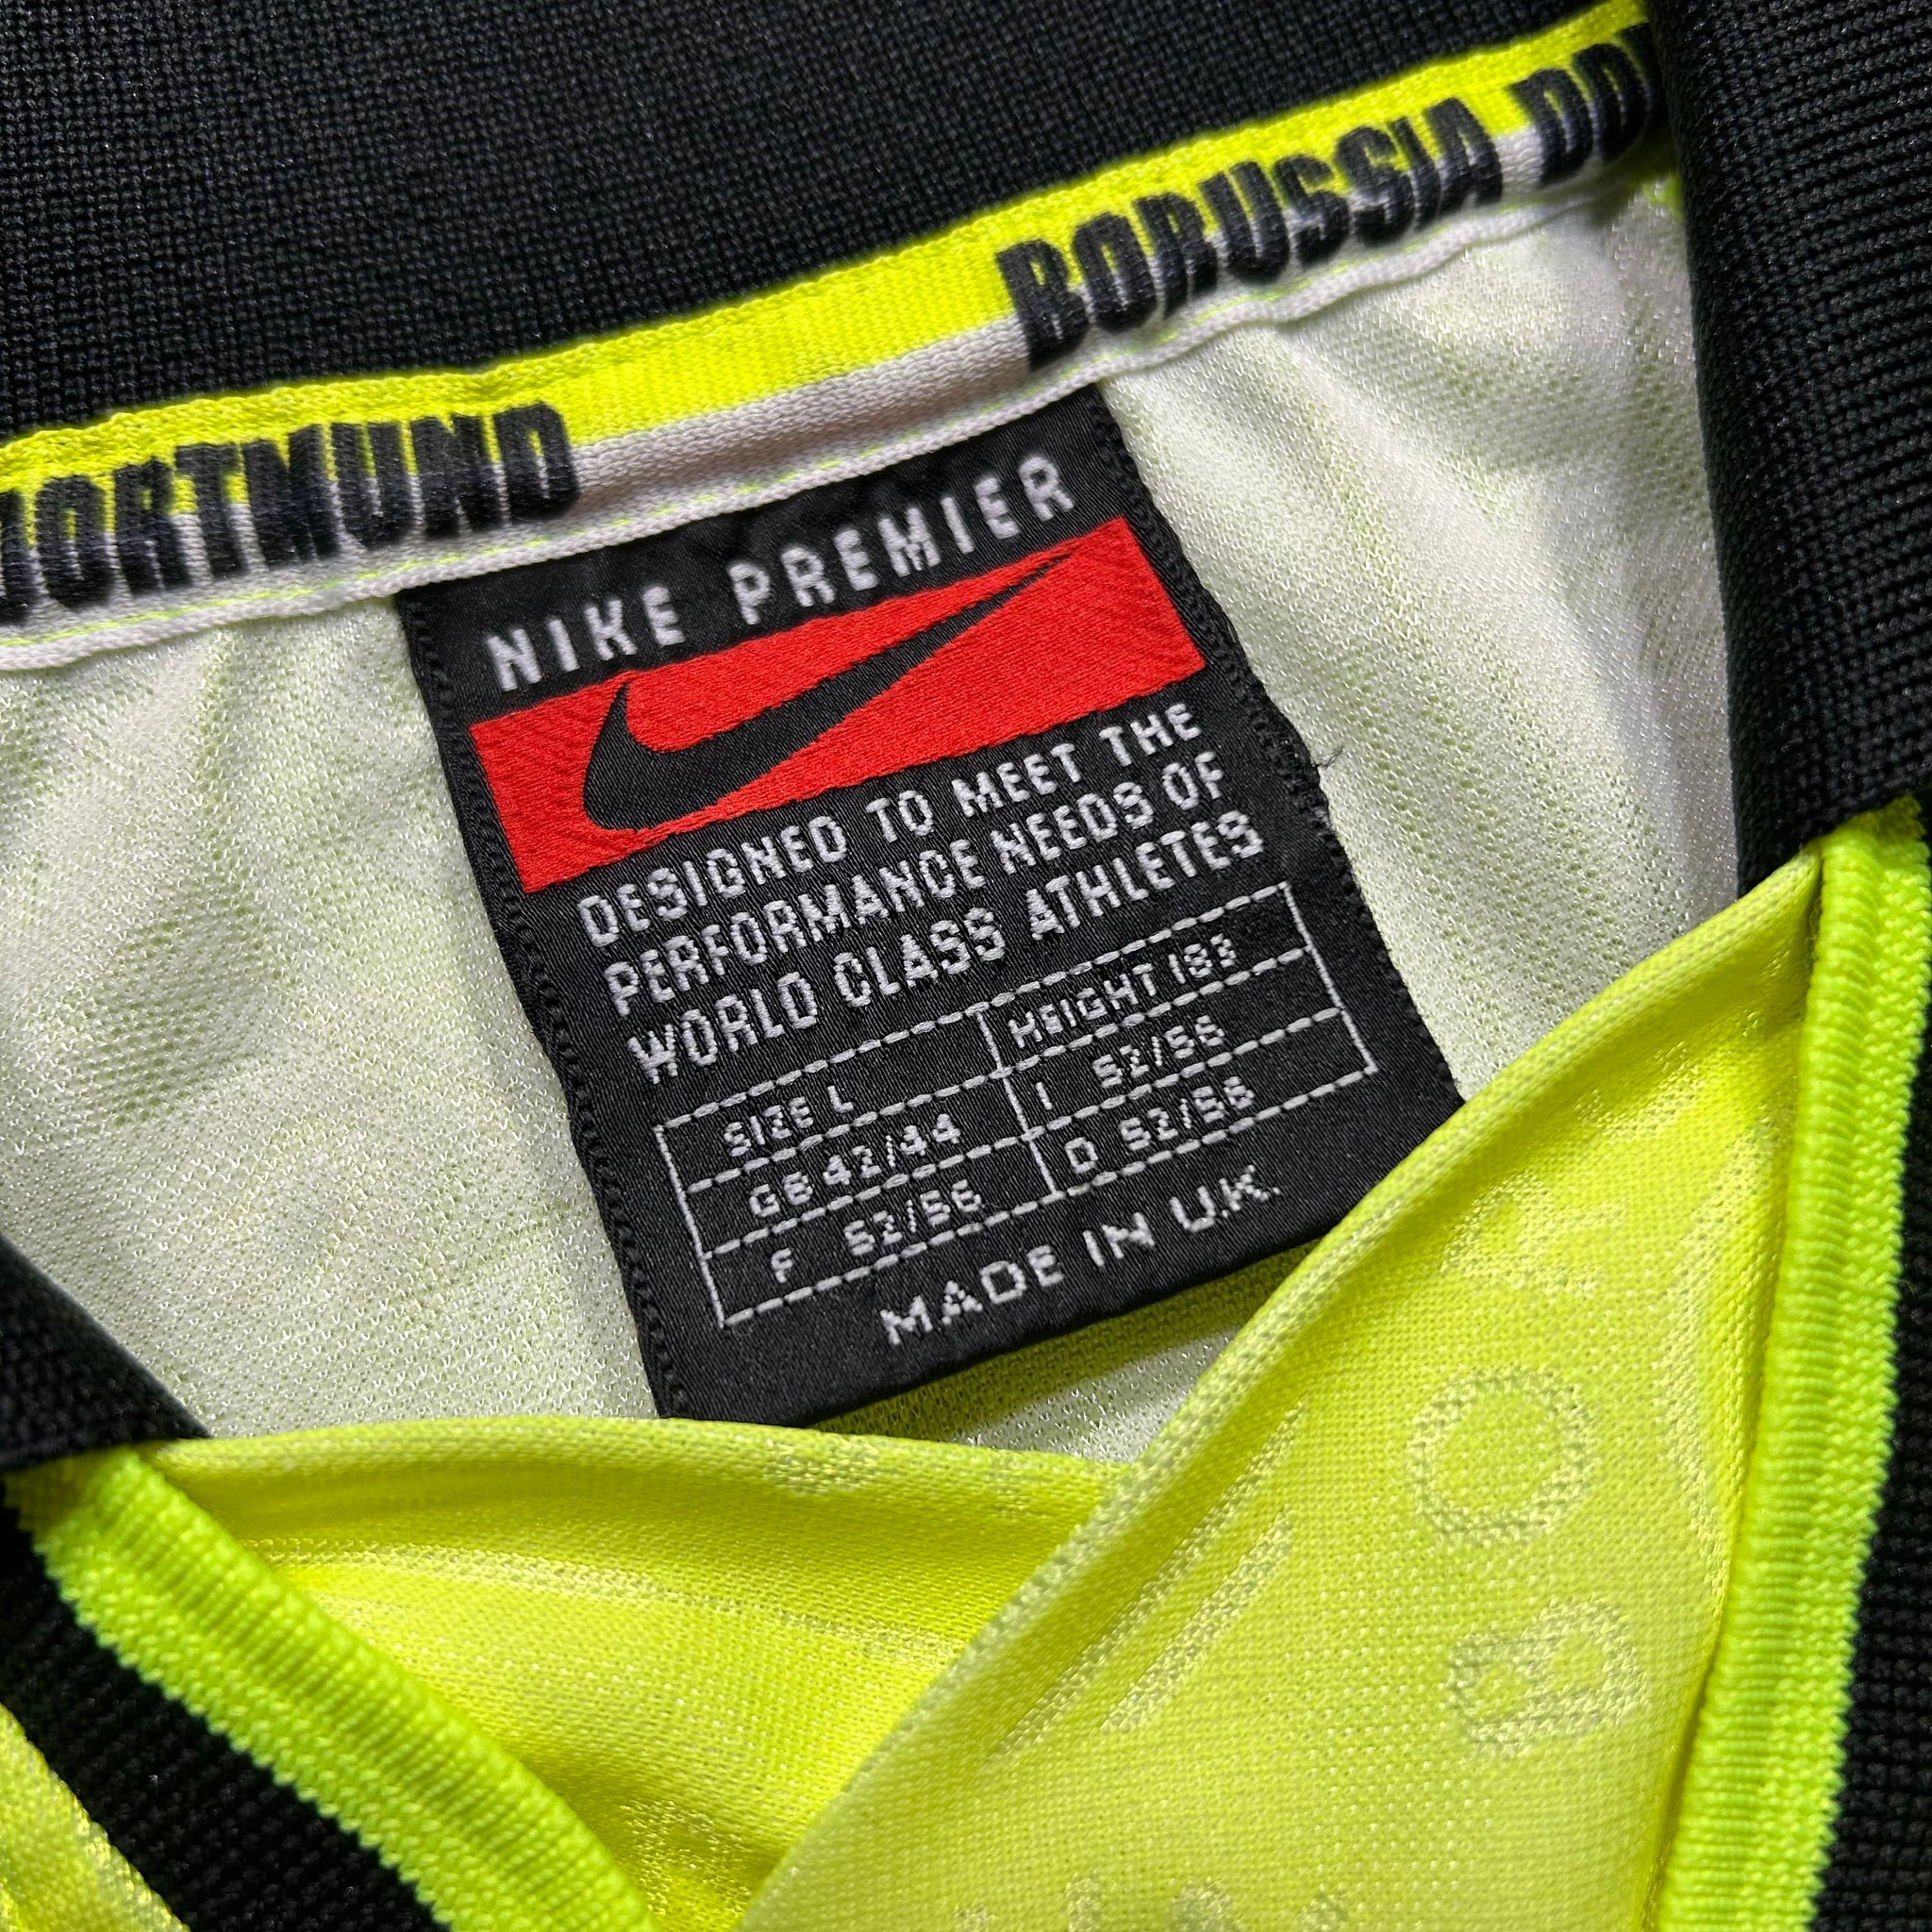 DORTMUND
BORUSSIA DO
NIKE PREMIER
DESIGNED TO MEET THE
PERFORMANCE NEEDS OF
WORLD CLASS ATHLETES
SIZE L HEIGHT 183
GB 42/44 I 52/56
F 52/56 D 52/56
MADE IN U.K.